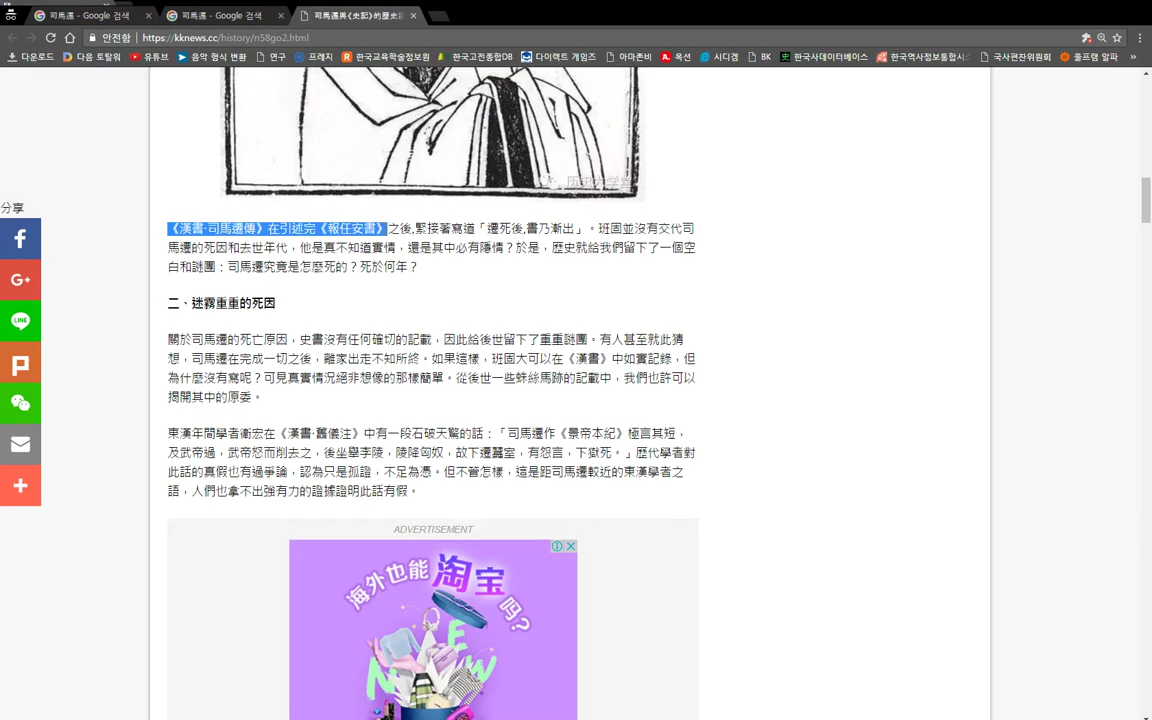 司馬遷 - Google 검색
司馬遷 - Google 검색
司馬遷與《史記》的歷史
안전함
https://kknews.cc/history/n58go2.html
다운로드
다음 토탈워
유튜브
음악 형식 변환
연구
프레지
한국교육학술정보원
한국고전종합DB
다이렉트 게임즈
아마존비
옥션
시디겜
BK
한국사데이터베이스
한국역사정보통합시
국사편찬위원회
울프램 알파
分享
《漢書·司馬遷傳》在引述完《報任安書》之後,緊接著寫道「遷死後,書乃漸出」。班固並沒有交代司
馬遷的死因和去世年代，他是真不知道實情，還是其中必有隱情？於是，歷史就給我們留下了一個空
白和謎團：司馬遷究竟是怎麼死的？死於何年？
二、迷霧重重的死因
關於司馬遷的死亡原因，史書沒有任何確切的記載，因此給後世留下了重重謎團。有人甚至就此猜
想，司馬遷在完成一切之後，離家出走不知所終。如果這樣，班固大可以在《漢書》中如實記錄，但
為什麼沒有寫呢？可見真實情況絕非想像的那樣簡單。從後世一些蛛絲馬跡的記載中，我們也許可以
揭開其中的原委。
東漢年間學者衛宏在《漢書·舊儀注》中有一段石破天驚的話：「司馬遷作《景帝本紀》極言其短，
及武帝過，武帝怒而削去之，後坐舉李陵，陵降匈奴，故下遷蠶室，有怨言，下獄死。」歷代學者對
此話的真假也有過爭論，認為只是孤證，不足為憑。但不管怎樣，這是距司馬遷較近的東漢學者之
語，人們也拿不出強有力的證據證明此話有假。
ADVERTISEMENT
海外也能淘宝吗?
NEW